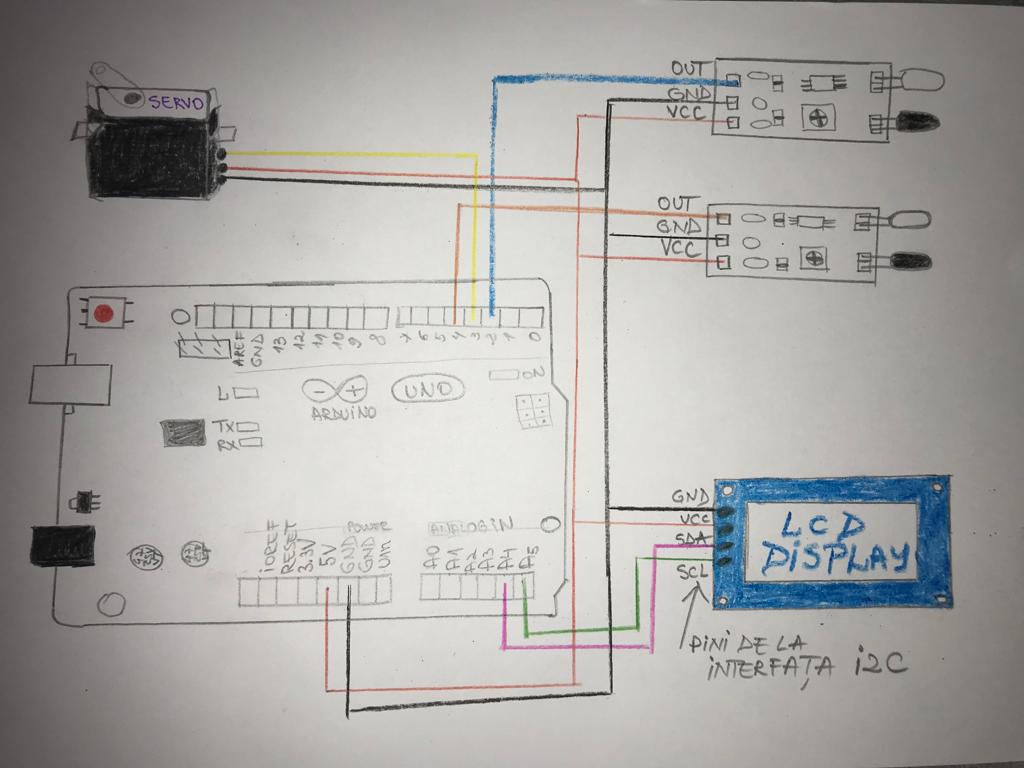 SERVO
OUT
GND
VCC
OUT
GND
VCC
AREF
GND
13
12
11
10
9
8
7
6
5
4
3
2
1
0
L
TX
RX
ARDUINO
UNO
ON
IOREF
RESET
3.3V
5V
GND
GND
Vin
POWER
ANALOG IN
A0
A1
A2
A3
A4
A5
GND
VCC
SDA
SCL
LCD
DISPLAY
PINI DE LA
INTERFAȚA i2C